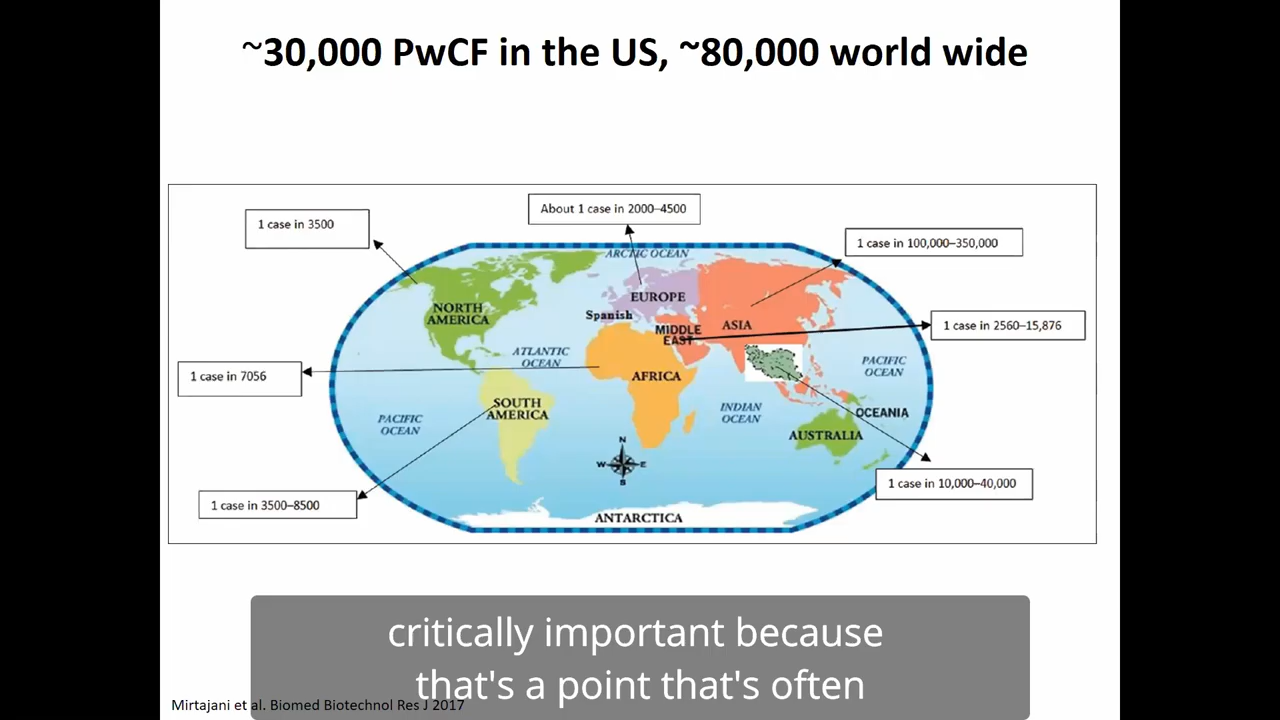 ~30,000 PwCF in the US, ~80,000 world wide
About 1 case in 2000–4500
1 case in 3500
1 case in 100,000–350,000
ARCTIC OCEAN
EUROPE
NORTH
AMERICA
Spanish
ASIA
MIDDLE
EAST
1 case in 2560–15,876
ATLANTIC
OCEAN
PACIFIC
OCEAN
1 case in 7056
AFRICA
SOUTH
AMERICA
INDIAN
OCEAN
OCEANIA
PACIFIC
OCEAN
AUSTRALIA
N
W
E
S
1 case in 10,000–40,000
1 case in 3500–8500
ANTARCTICA
critically important because
that's a point that's often
Mirtajani et al. Biomed Biotechnol Res J 2017